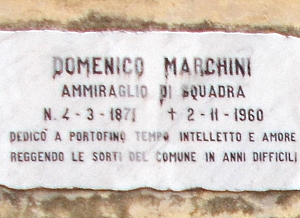 DOMENICO MARCHINI
AMMIRAGLIO DI SQUADRA
N. 4-3-1871 † 2-11-1960
DEDICÒ A PORTOFINO TEMPO INTELLETTO E AMORE
REGGENDO LE SORTI DEL COMUNE IN ANNI DIFFICILI